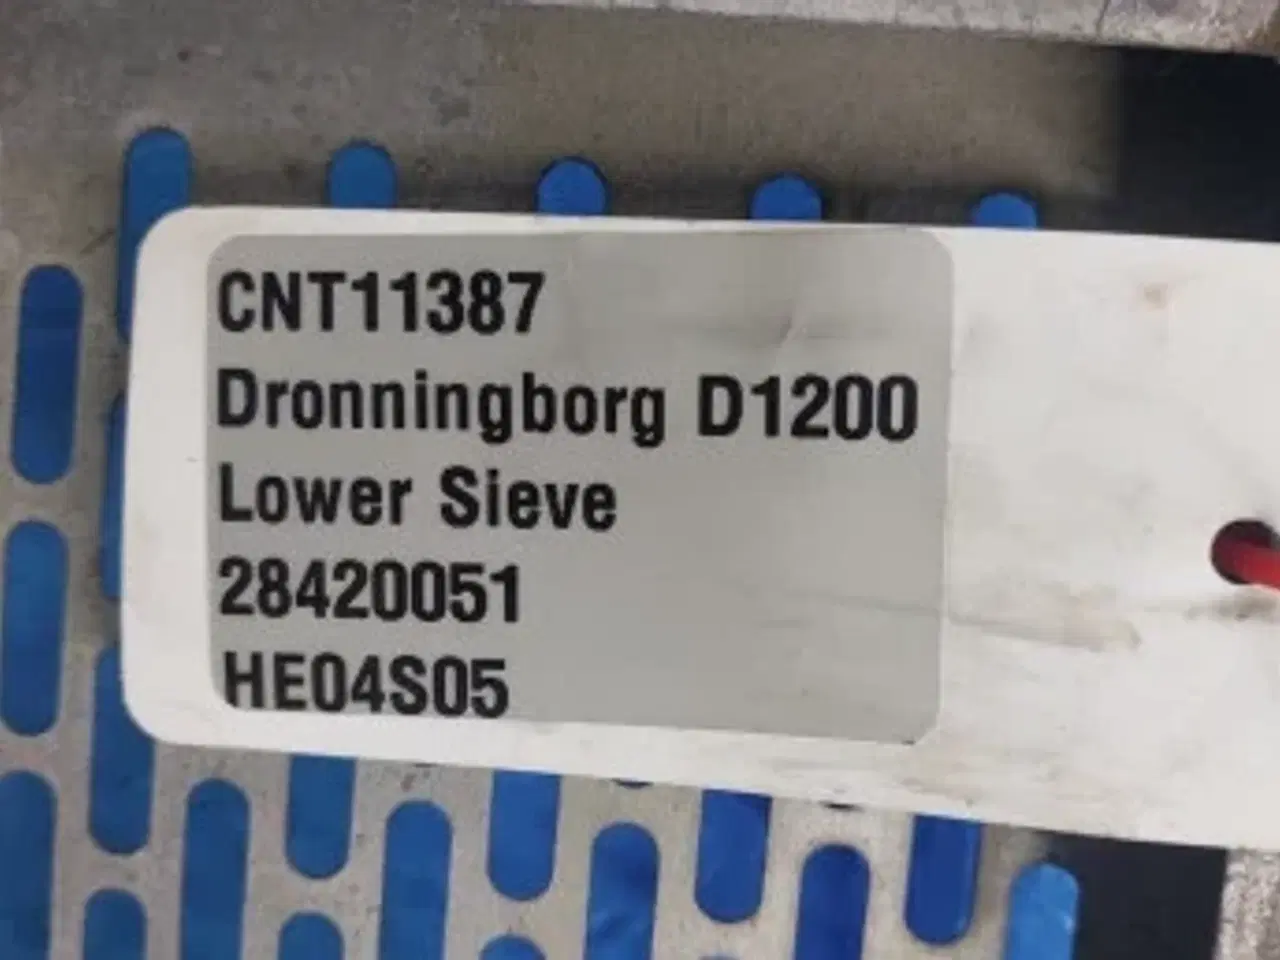 CNT11387
Dronningborg D1200
Lower Sieve
28420051
HE04S05